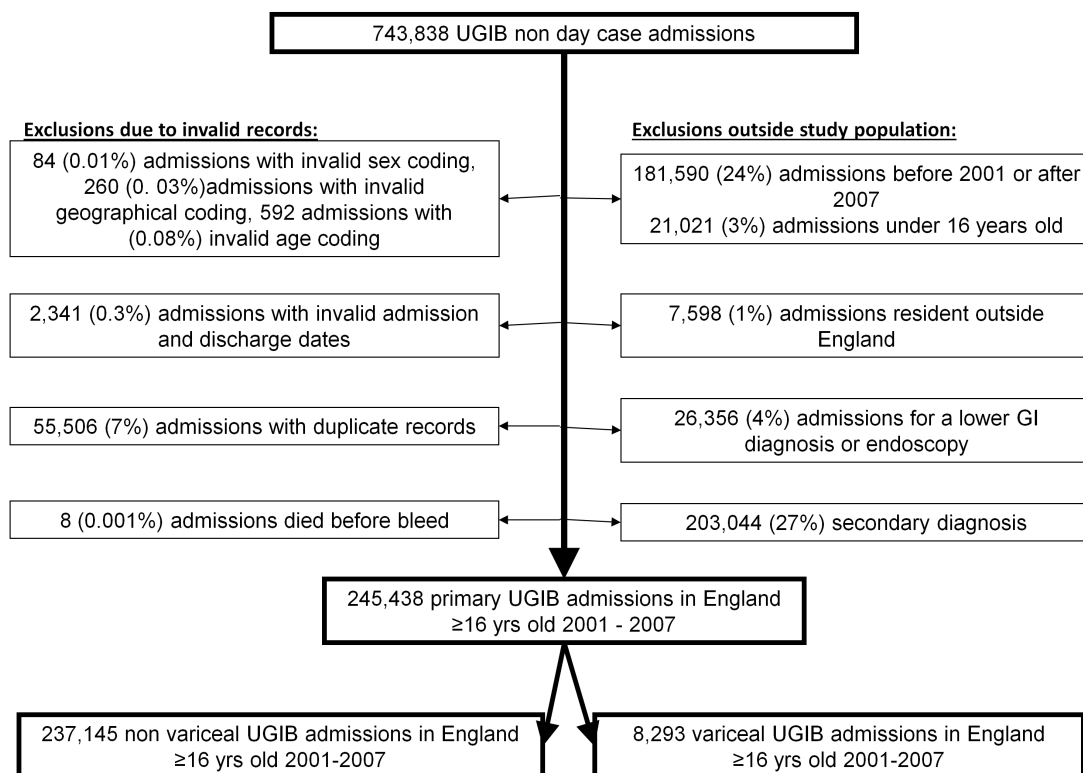 743,838 UGIB non day case admissions
Exclusions due to invalid records:
84 (0.01%) admissions with invalid sex coding,
260 (0. 03%)admissions with invalid
geographical coding, 592 admissions with
(0.08%) invalid age coding
2,341 (0.3%) admissions with invalid admission
and discharge dates
55,506 (7%) admissions with duplicate records
8 (0.001%) admissions died before bleed
Exclusions outside study population:
181,590 (24%) admissions before 2001 or after
2007
21,021 (3%) admissions under 16 years old
7,598 (1%) admissions resident outside
England
26,356 (4%) admissions for a lower GI
diagnosis or endoscopy
203,044 (27%) secondary diagnosis
245,438 primary UGIB admissions in England
≥16 yrs old 2001 - 2007
237,145 non variceal UGIB admissions in England
≥16 yrs old 2001-2007
8,293 variceal UGIB admissions in England
≥16 yrs old 2001-2007